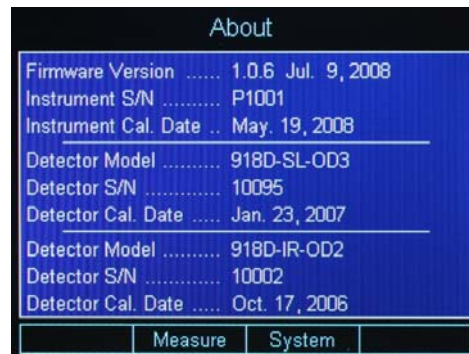 About
Firmware Version ...... 1.0.6 Jul. 9, 2008
Instrument S/N .......... P1001
Instrument Cal. Date .. May. 19, 2008
Detector Model .......... 918D-SL-OD3
Detector S/N ............. 10095
Detector Cal. Date ..... Jan. 23, 2007
Detector Model .......... 918D-IR-OD2
Detector S/N ............. 10002
Detector Cal. Date ..... Oct. 17, 2006
Measure System